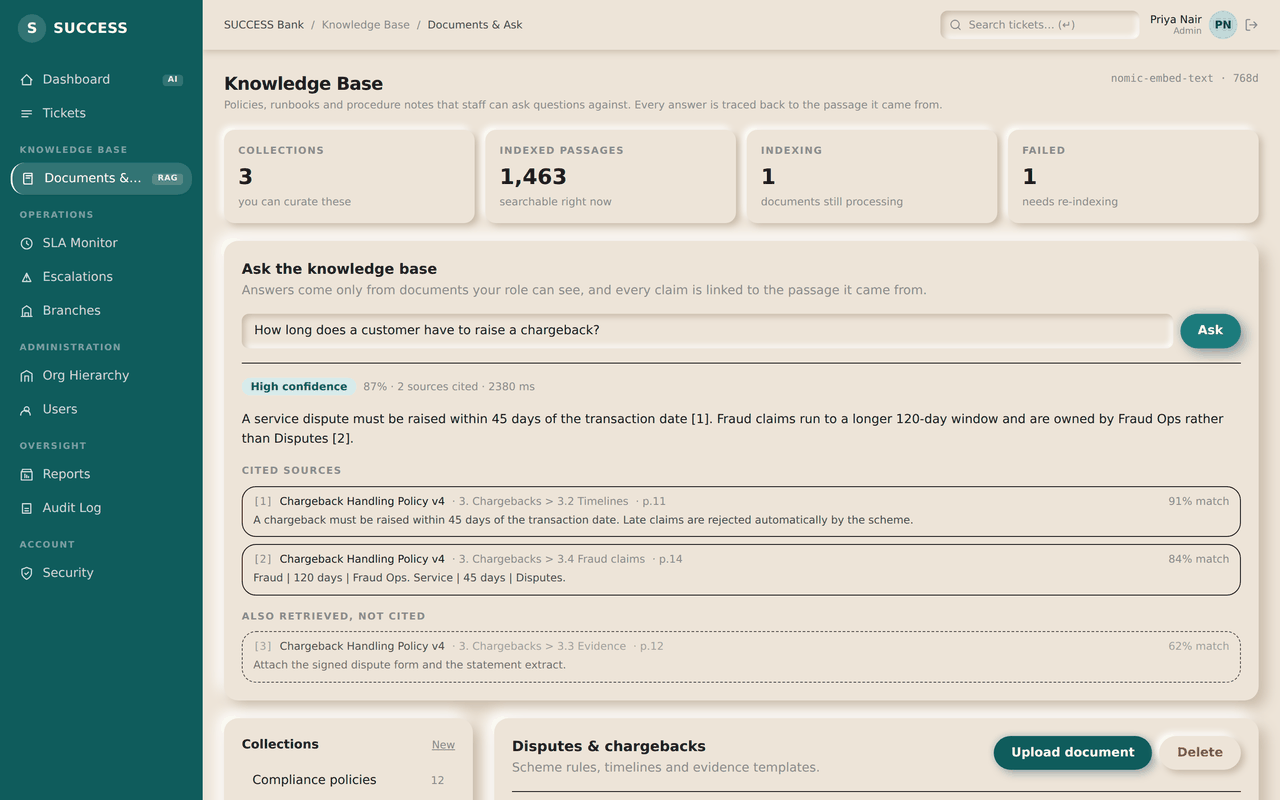 S SUCCESS
Dashboard AI
Tickets
KNOWLEDGE BASE
Documents &... RAG
OPERATIONS
SLA Monitor
Escalations
Branches
ADMINISTRATION
Org Hierarchy
Users
OVERSIGHT
Reports
Audit Log
ACCOUNT
Security
SUCCESS Bank / Knowledge Base / Documents & Ask
Search tickets... (↵)
Priya Nair
Admin
PN
Knowledge Base
nomic-embed-text · 768d
Policies, runbooks and procedure notes that staff can ask questions against. Every answer is traced back to the passage it came from.
COLLECTIONS
3
you can curate these
INDEXED PASSAGES
1,463
searchable right now
INDEXING
1
documents still processing
FAILED
1
needs re-indexing
Ask the knowledge base
Answers come only from documents your role can see, and every claim is linked to the passage it came from.
How long does a customer have to raise a chargeback?
Ask
High confidence 87% · 2 sources cited · 2380 ms
A service dispute must be raised within 45 days of the transaction date [1]. Fraud claims run to a longer 120-day window and are owned by Fraud Ops rather
than Disputes [2].
CITED SOURCES
[1] Chargeback Handling Policy v4 · 3. Chargebacks > 3.2 Timelines · p.11 91% match
A chargeback must be raised within 45 days of the transaction date. Late claims are rejected automatically by the scheme.
[2] Chargeback Handling Policy v4 · 3. Chargebacks > 3.4 Fraud claims · p.14 84% match
Fraud | 120 days | Fraud Ops. Service | 45 days | Disputes.
ALSO RETRIEVED, NOT CITED
[3] Chargeback Handling Policy v4 · 3. Chargebacks > 3.3 Evidence · p.12 62% match
Attach the signed dispute form and the statement extract.
Collections New
Compliance policies 12
Disputes & chargebacks
Scheme rules, timelines and evidence templates.
Upload document
Delete